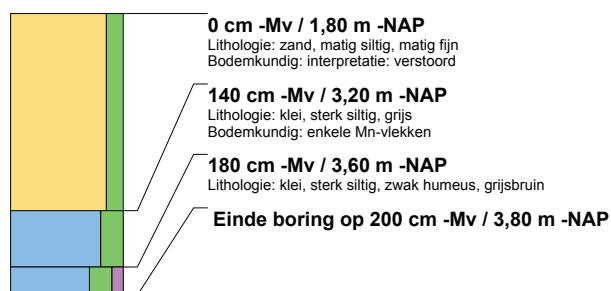 0 cm -Mv / 1,80 m -NAP
Lithologie: zand, matig siltig, matig fijn
Bodemkundig: interpretatie: verstoord
140 cm -Mv / 3,20 m -NAP
Lithologie: klei, sterk siltig, grijs
Bodemkundig: enkele Mn-vlekken
180 cm -Mv / 3,60 m -NAP
Lithologie: klei, sterk siltig, zwak humeus, grijsbruin
Einde boring op 200 cm -Mv / 3,80 m -NAP